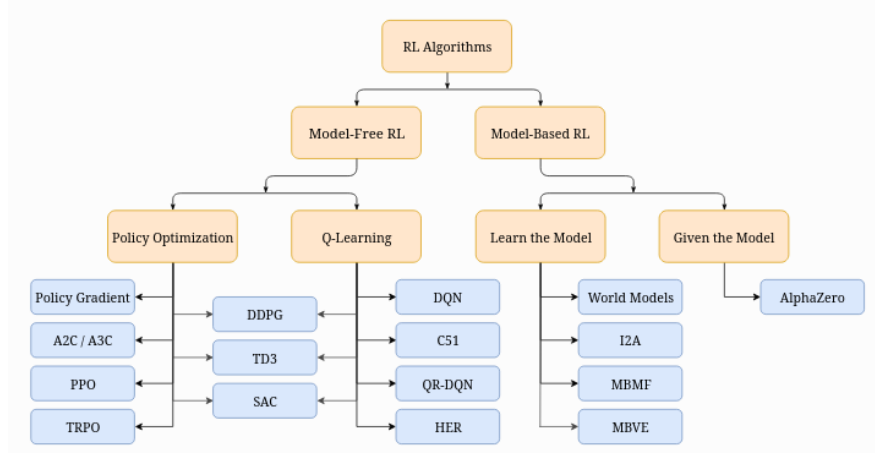 RL Algorithms
Model-Free RL
Model-Based RL
Policy Optimization
Q-Learning
Learn the Model
Given the Model
Policy Gradient
A2C / A3C
PPO
TRPO
DDPG
TD3
SAC
DQN
C51
QR-DQN
HER
World Models
I2A
MBMF
MBVE
AlphaZero